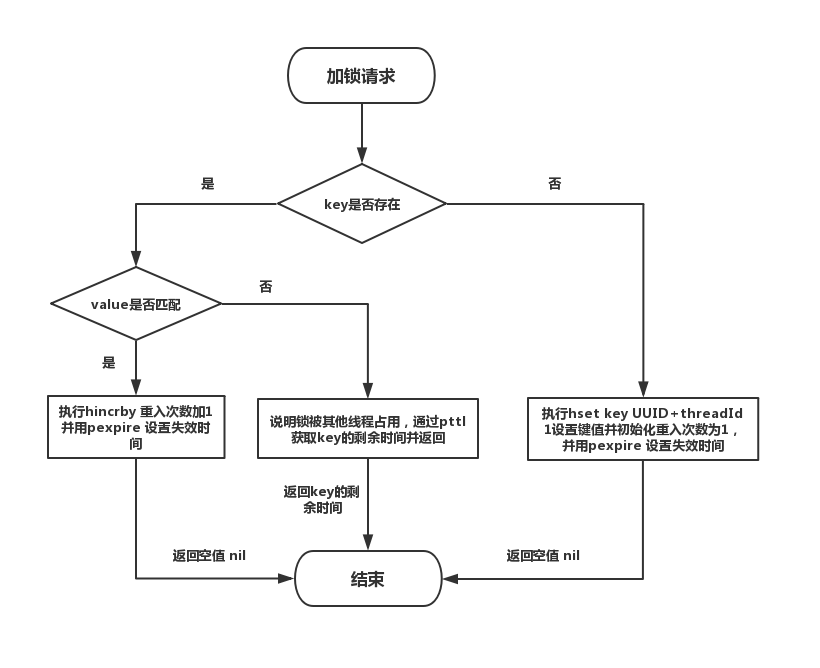 加锁请求
是
否
key是否存在
否
value是否匹配
是
执行hincrby 重入次数加1
并用pexpire 设置失效时
间
说明锁被其他线程占用，通过pttl
获取key的剩余时间并返回
执行hset key UUID+threadId
1设置键值并初始化重入次数为1，
并用pexpire 设置失效时间
返回key的剩
余时间
返回空值 nil
返回空值 nil
结束